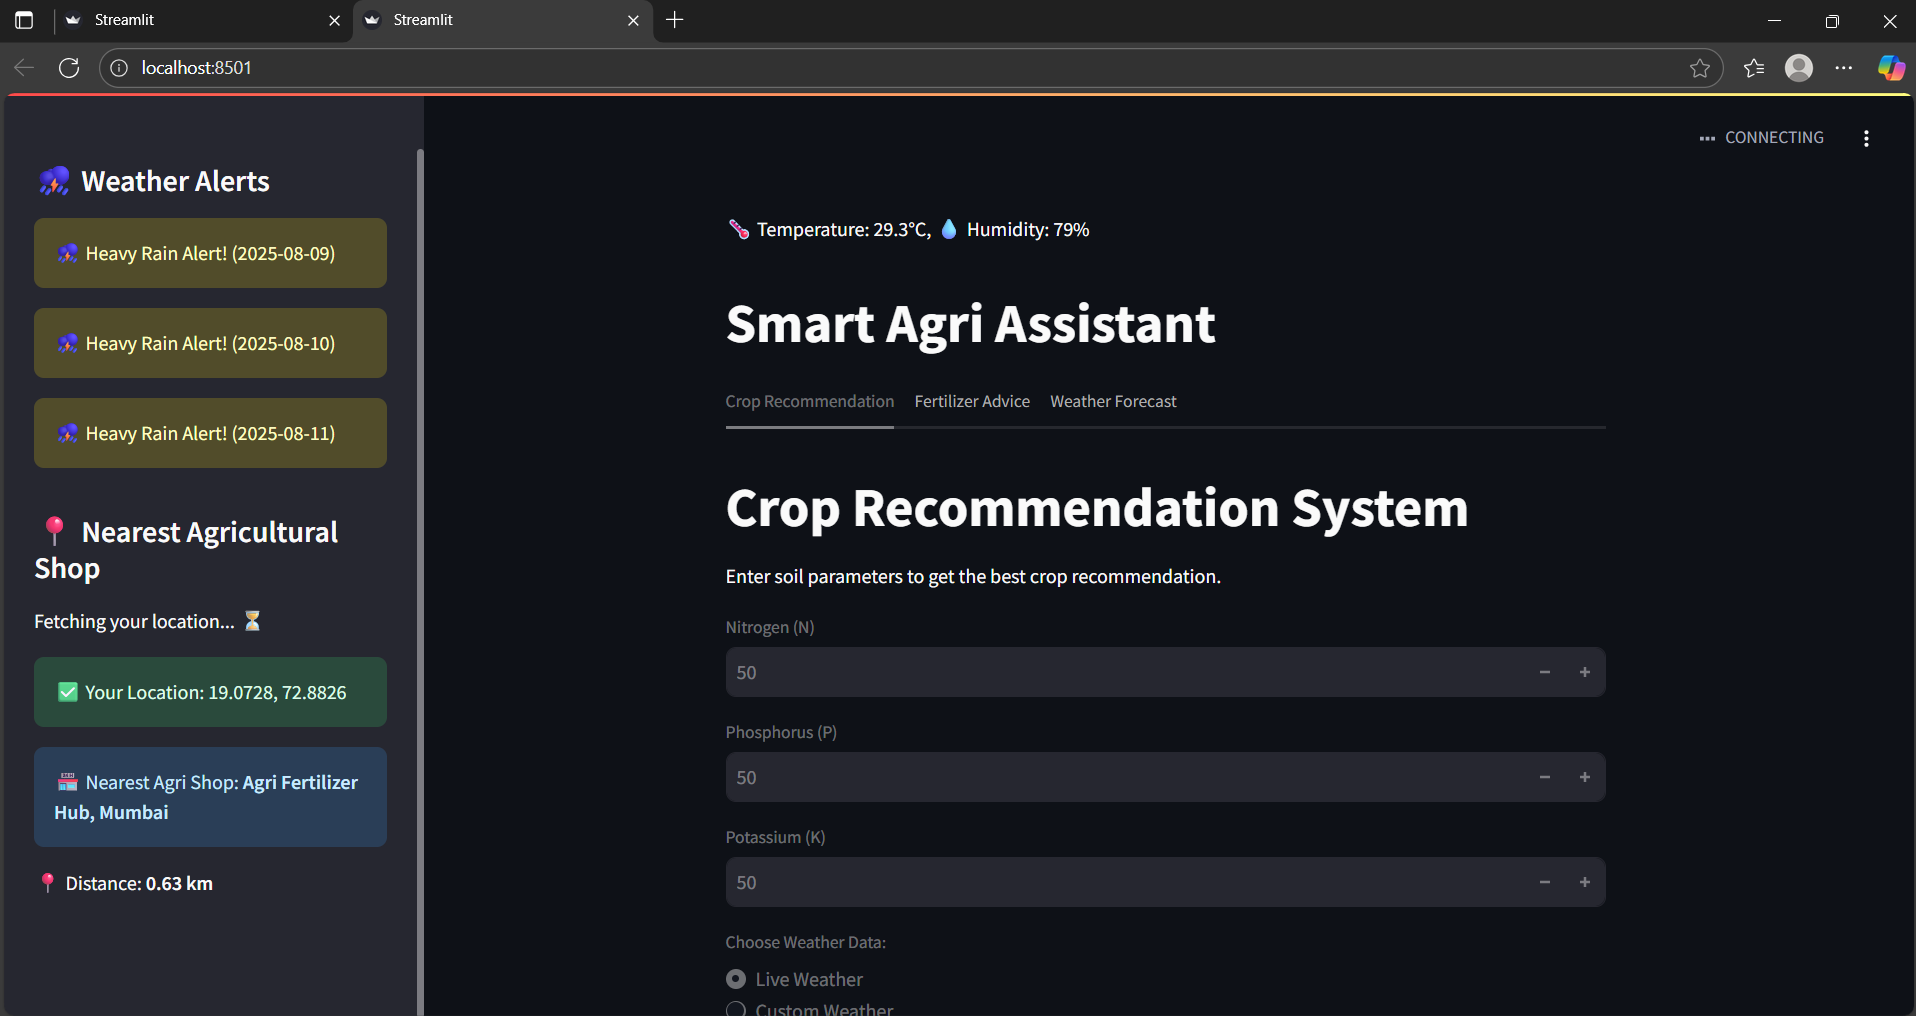 Streamlit
Streamlit
localhost:8501
CONNECTING
Weather Alerts
Heavy Rain Alert! (2025-08-09)
Heavy Rain Alert! (2025-08-10)
Heavy Rain Alert! (2025-08-11)
Nearest Agricultural
Shop
Fetching your location...
Your Location: 19.0728, 72.8826
Nearest Agri Shop: Agri Fertilizer
Hub, Mumbai
Distance: 0.63 km
Temperature: 29.3°C, Humidity: 79%
Smart Agri Assistant
Crop Recommendation Fertilizer Advice Weather Forecast
Crop Recommendation System
Enter soil parameters to get the best crop recommendation.
Nitrogen (N)
50
Phosphorus (P)
50
Potassium (K)
50
Choose Weather Data:
Live Weather
Custom Weather